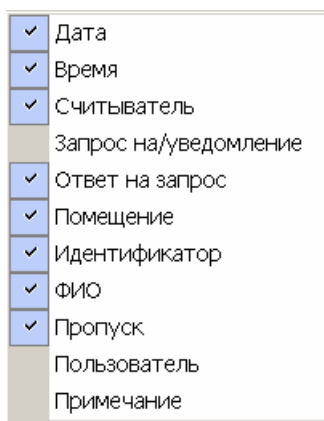 Дата
Время
Считыватель
Запрос на/уведомление
Ответ на запрос
Помещение
Идентификатор
ФИО
Пропуск
Пользователь
Примечание